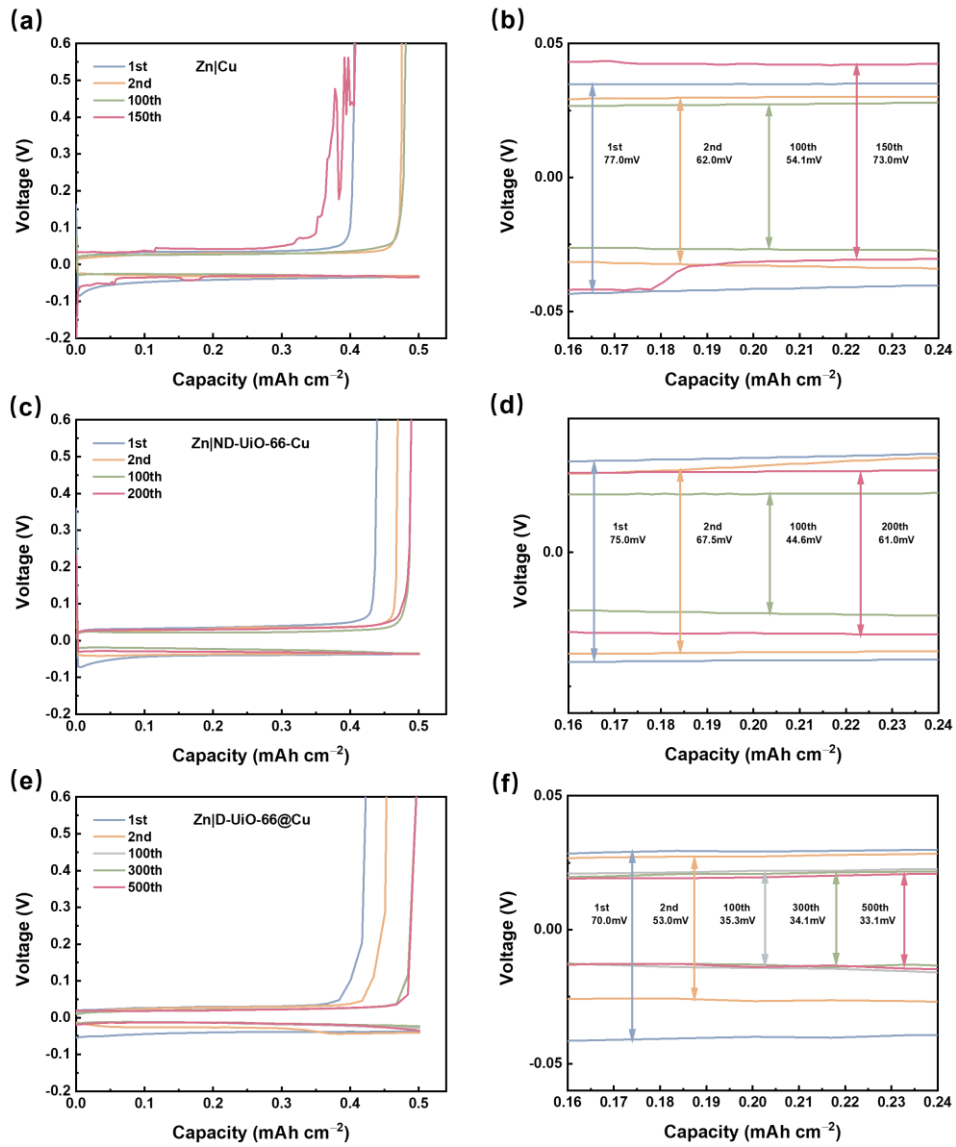 (a)
Zn|Cu
1st
2nd
100th
150th
0.6
0.5
0.4
0.3
0.2
0.1
0.0
-0.1
-0.2
Voltage (V)
0.0 0.1 0.2 0.3 0.4 0.5
Capacity (mAh cm⁻²)
(b)
0.05
0.00
-0.05
Voltage (V)
1st
77.0mV
2nd
62.0mV
100th
54.1mV
150th
73.0mV
0.16 0.17 0.18 0.19 0.20 0.21 0.22 0.23 0.24
Capacity (mAh cm⁻²)
(c)
Zn|ND-UiO-66-Cu
1st
2nd
100th
200th
0.6
0.5
0.4
0.3
0.2
0.1
0.0
-0.1
-0.2
Voltage (V)
0.0 0.1 0.2 0.3 0.4 0.5
Capacity (mAh cm⁻²)
(d)
0.0
Voltage (V)
1st
75.0mV
2nd
67.5mV
100th
44.6mV
200th
61.0mV
0.16 0.17 0.18 0.19 0.20 0.21 0.22 0.23 0.24
Capacity (mAh cm⁻²)
(e)
Zn|D-UiO-66@Cu
1st
2nd
100th
300th
500th
0.6
0.5
0.4
0.3
0.2
0.1
0.0
-0.1
-0.2
Voltage (V)
0.0 0.1 0.2 0.3 0.4 0.5
Capacity (mAh cm⁻²)
(f)
0.05
0.00
-0.05
Voltage (V)
1st
70.0mV
2nd
53.0mV
100th
35.3mV
300th
34.1mV
500th
33.1mV
0.16 0.17 0.18 0.19 0.20 0.21 0.22 0.23 0.24
Capacity (mAh cm⁻²)